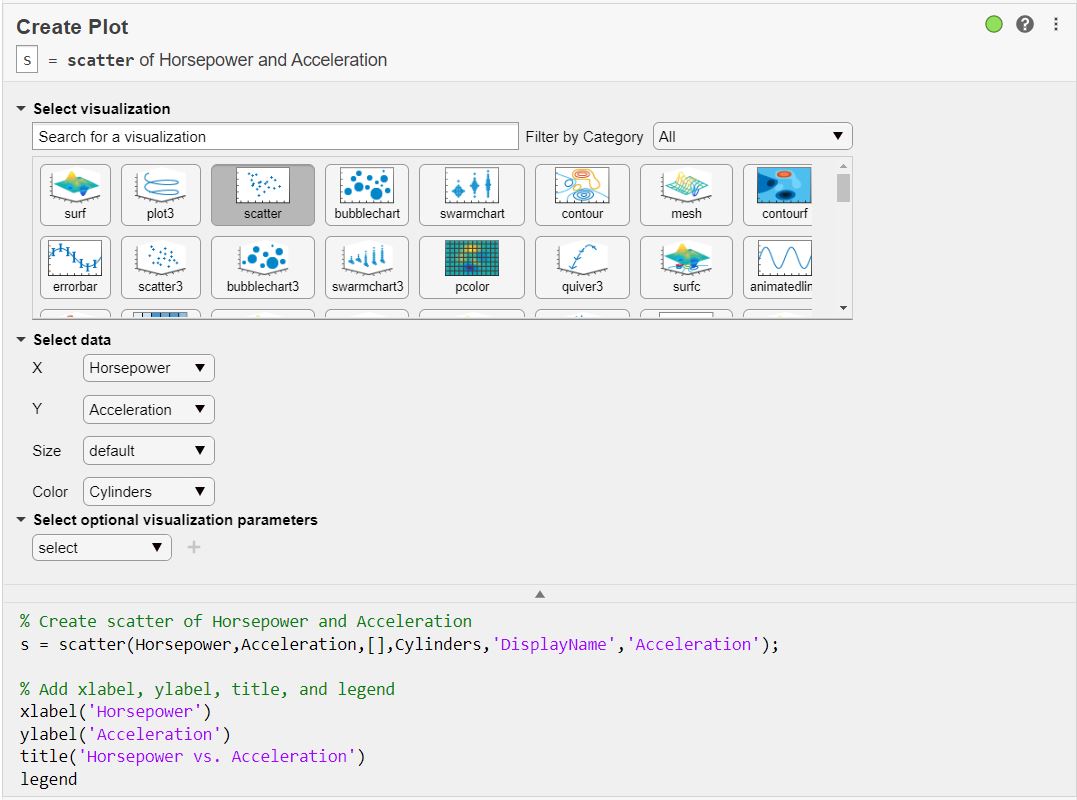 Create Plot
s = scatter of Horsepower and Acceleration
Select visualization
Search for a visualization Filter by Category All
surf plot3 scatter bubblechart swarmchart contour mesh contourf
errorbar scatter3 bubblechart3 swarmchart3 pcolor quiver3 surfc animatedlin
Select data
X Horsepower
Y Acceleration
Size default
Color Cylinders
Select optional visualization parameters
select
% Create scatter of Horsepower and Acceleration
s = scatter(Horsepower,Acceleration,[],Cylinders,'DisplayName','Acceleration');
% Add xlabel, ylabel, title, and legend
xlabel('Horsepower')
ylabel('Acceleration')
title('Horsepower vs. Acceleration')
legend